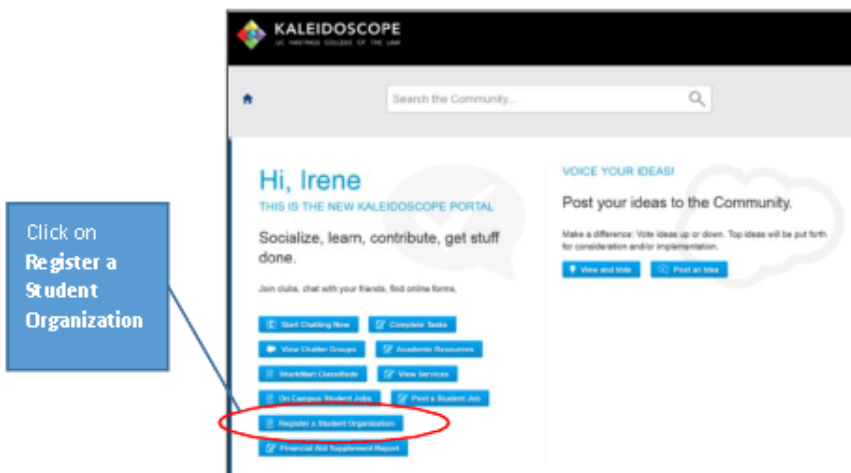 KALEIDOSCOPE
UC HASTINGS COLLEGE OF THE LAW
Search the Community...
Hi, Irene
THIS IS THE NEW KALEIDOSCOPE PORTAL
Socialize, learn, contribute, get stuff
done.
Join clubs, chat with your friends, find online forms,
Start Chatting Now
Complete Tasks
View Chatter Groups
Academic Resources
SharkMart Classifieds
View Services
On Campus Student Jobs
Post a Student Job
Register a Student Organization
Financial Aid Supplement Report
VOICE YOUR IDEAS!
Post your ideas to the Community.
Make a difference: Vote ideas up or down. Top ideas will be put forth
for consideration and/or implementation.
View and Vote
Post an Idea
Click on
Register a
Student
Organization